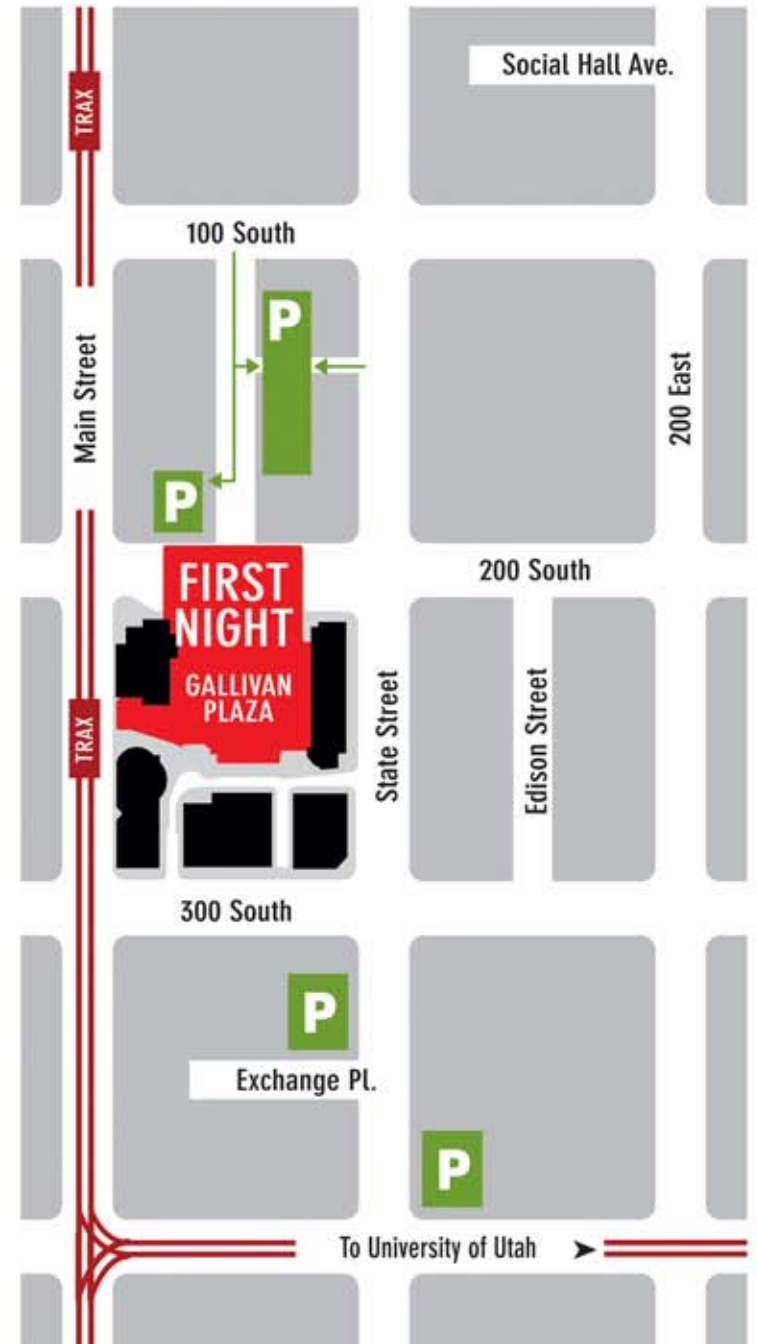 Social Hall Ave.
TRAX
100 South
P
Main Street
200 East
P
FIRST
NIGHT
200 South
GALLIVAN
PLAZA
State Street
Edison Street
TRAX
300 South
P
Exchange Pl.
P
To University of Utah